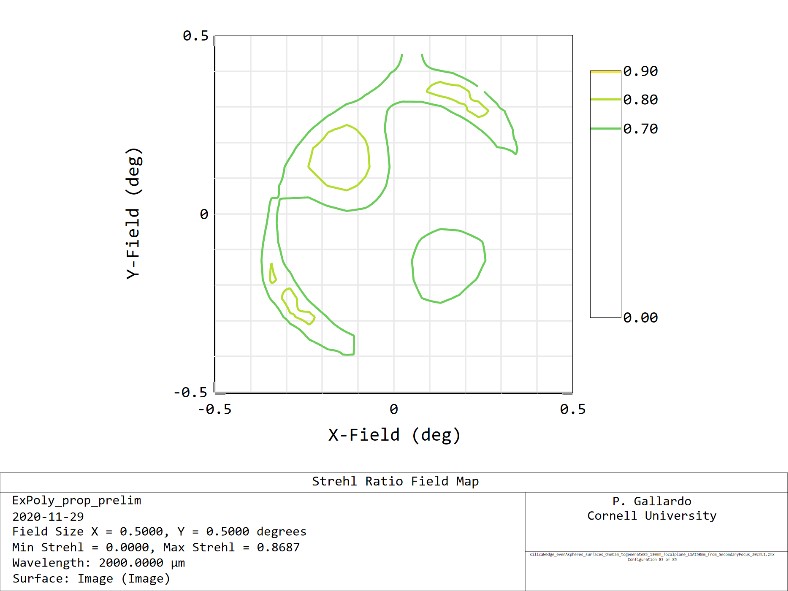 0.5
0
-0.5
Y-Field (deg)
-0.5 0 0.5
X-Field (deg)
0.90
0.80
0.70
0.00
Strehl Ratio Field Map
ExPoly_prop_prelim
2020-11-29
Field Size X = 0.5000, Y = 0.5000 degrees
Min Strehl = 0.0000, Max Strehl = 0.8687
Wavelength: 2000.0000 µm
Surface: Image (Image)
P. Gallardo
Cornell University